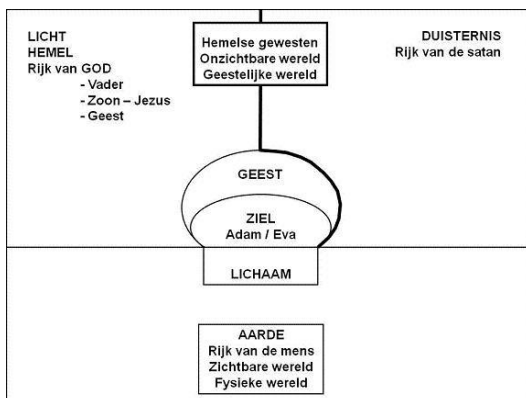 LICHT
HEMEL
Rijk van GOD
- Vader
- Zoon – Jezus
- Geest
Hemelse gewesten
Onzichtbare wereld
Geestelijke wereld
DUISTERNIS
Rijk van de satan
GEEST
ZIEL
Adam / Eva
LICHAAM
AARDE
Rijk van de mens
Zichtbare wereld
Fysieke wereld